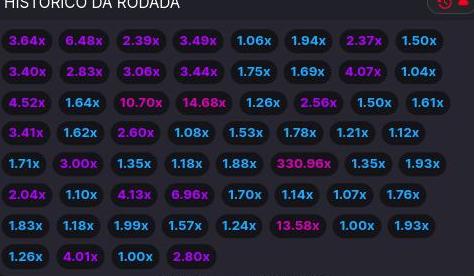 HISTÓRICO DA RODADA
3.64x 6.48x 2.39x 3.49x 1.06x 1.94x 2.37x 1.50x
3.40x 2.83x 3.06x 3.44x 1.75x 1.69x 4.07x 1.04x
4.52x 1.64x 10.70x 14.68x 1.26x 2.56x 1.50x 1.61x
3.41x 1.62x 2.60x 1.08x 1.53x 1.78x 1.21x 1.12x
1.71x 3.00x 1.35x 1.18x 1.88x 330.96x 1.35x 1.93x
2.04x 1.10x 4.13x 6.96x 1.70x 1.14x 1.07x 1.76x
1.83x 1.18x 1.99x 1.57x 1.24x 13.58x 1.00x 1.93x
1.26x 4.01x 1.00x 2.80x